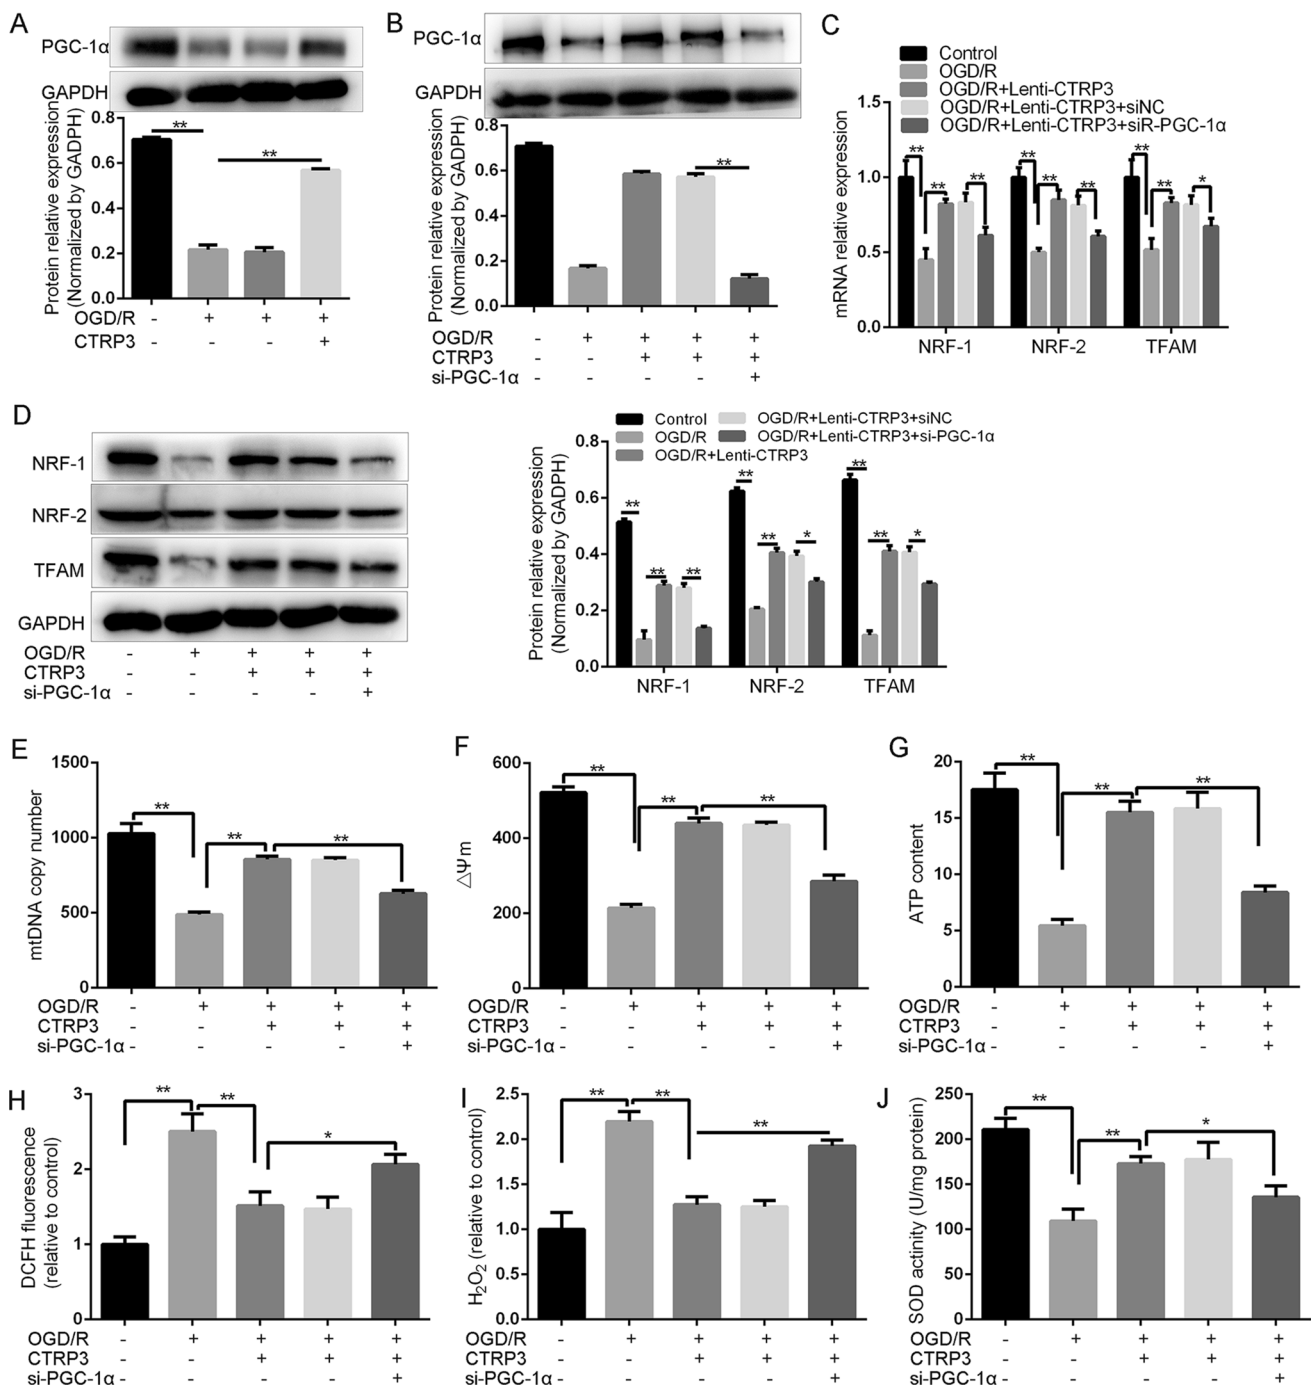 A
PGC-1α
GAPDH
Protein relative expression
(Normalized by GADPH)
0.8
0.6
0.4
0.2
0.0
** **
OGD/R - + + +
CTRP3 - - - +
B
PGC-1α
GAPDH
Protein relative expression
(Normalized by GADPH)
0.8
0.6
0.4
0.2
0.0
**
OGD/R - + + + +
CTRP3 - - + + +
si-PGC-1α - - - - +
C
Control
OGD/R
OGD/R+Lenti-CTRP3
OGD/R+Lenti-CTRP3+siNC
OGD/R+Lenti-CTRP3+siR-PGC-1α
mRNA relative expression
1.5
1.0
0.5
0.0
** ** ** ** ** ** ** ** *
NRF-1 NRF-2 TFAM
D
NRF-1
NRF-2
TFAM
GAPDH
OGD/R - + + + +
CTRP3 - - + + +
si-PGC-1α - - - - +
Control
OGD/R
OGD/R+Lenti-CTRP3
OGD/R+Lenti-CTRP3+siNC
OGD/R+Lenti-CTRP3+si-PGC-1α
Protein relative expression
(Normalized by GADPH)
0.8
0.6
0.4
0.2
0.0
** ** ** ** ** * ** ** *
NRF-1 NRF-2 TFAM
E
mtDNA copy number
1500
1000
500
0
** ** **
OGD/R - + + + +
CTRP3 - - + + +
si-PGC-1α - - - - +
F
△Ψm
600
400
200
0
** ** **
OGD/R - + + + +
CTRP3 - - + + +
si-PGC-1α - - - - +
G
ATP content
20
15
10
5
0
** ** **
OGD/R - + + + +
CTRP3 - - + + +
si-PGC-1α - - - - +
H
DCFH fluorescence
(relative to control)
3
2
1
0
** ** *
OGD/R - + + + +
CTRP3 - - + + +
si-PGC-1α - - - - +
I
H₂O₂ (relative to control)
2.5
2.0
1.5
1.0
0.5
0.0
** ** **
OGD/R - + + + +
CTRP3 - - + + +
si-PGC-1α - - - - +
J
SOD actinity (U/mg protein)
250
200
150
100
50
0
** ** *
OGD/R - + + + +
CTRP3 - - + + +
si-PGC-1α - - - - +